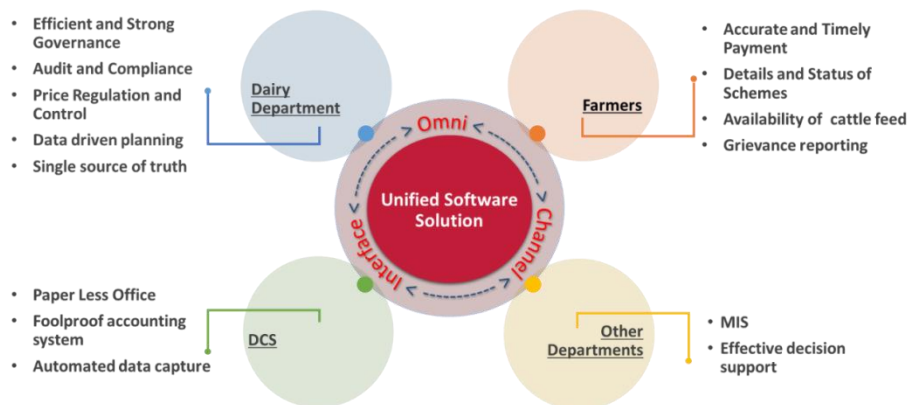 • Efficient and Strong
Governance
• Audit and Compliance
• Price Regulation and
Control
• Data driven planning
• Single source of truth
Dairy
Department
Farmers
• Accurate and Timely
Payment
• Details and Status of
Schemes
• Availability of cattle feed
• Grievance reporting
Omni
Channel
Interface
Unified Software
Solution
• Paper Less Office
• Foolproof accounting
system
• Automated data capture
DCS
Other
Departments
• MIS
• Effective decision
support